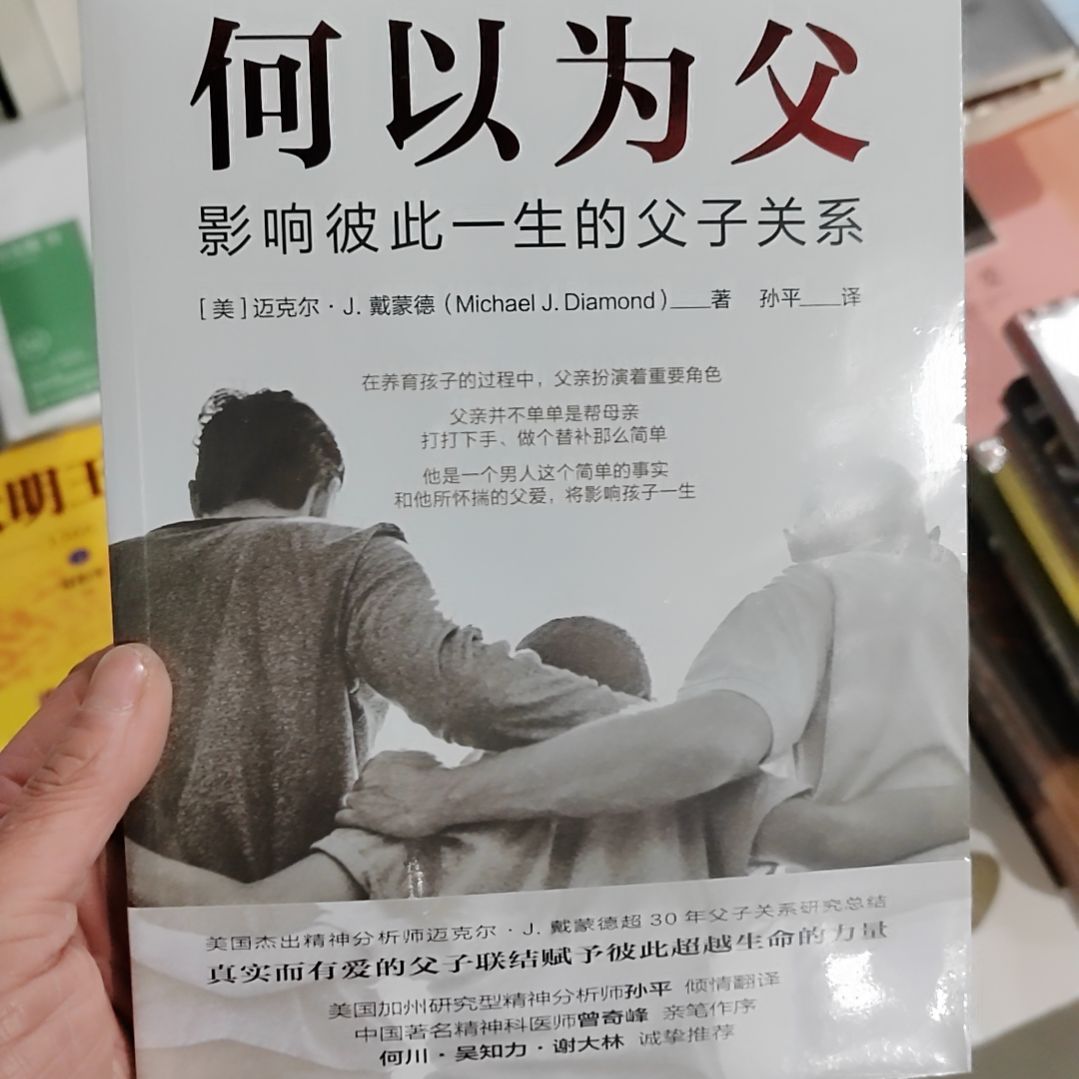 何以为父
影响彼此一生的父子关系
[美]迈克尔·J.戴蒙德（Michael J. Diamond）——著 孙平——译
在养育孩子的过程中，父亲扮演着重要角色
父亲并不单单是帮母亲
打打下手、做个替补那么简单
他是一个男人这个简单的事实
和他所怀揣的父爱，将影响孩子一生
美国杰出精神分析师迈克尔·J.戴蒙德超30年父子关系研究总结
真实而有爱的父子联结赋予彼此超越生命的力量
美国加州研究型精神分析师孙平 倾情翻译
中国著名精神科医师曾奇峰 亲笔作序
何川·吴知力·谢大林 诚挚推荐
明王